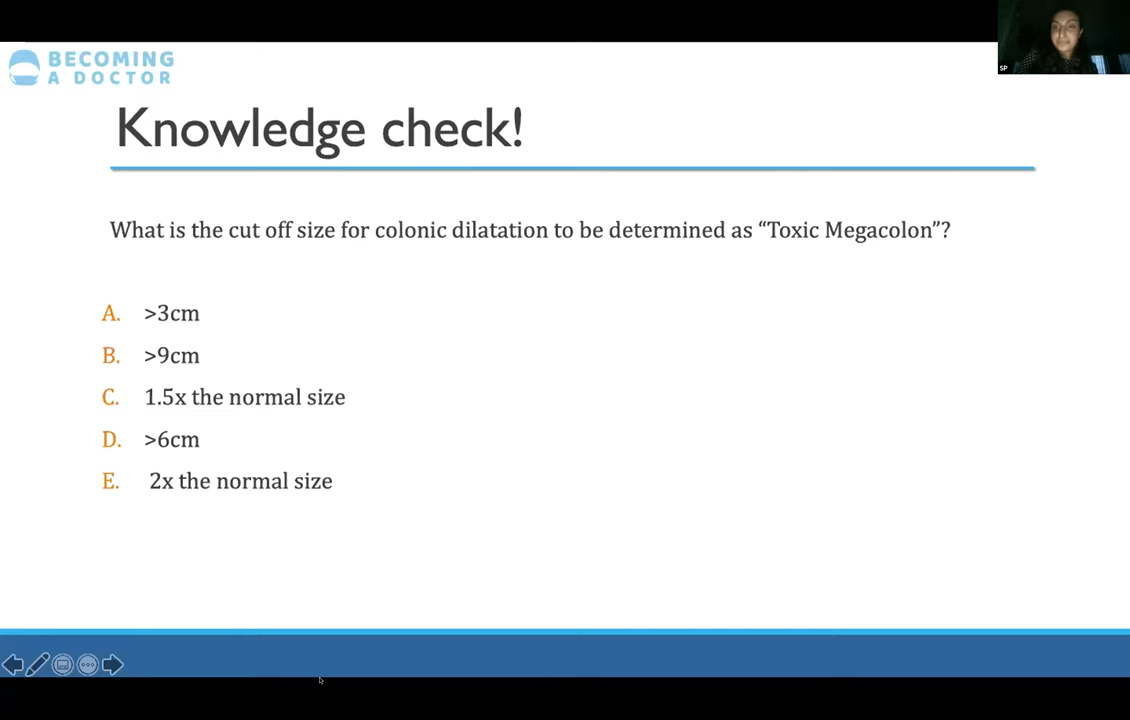 BECOMING
A DOCTOR
SP
Knowledge check!
What is the cut off size for colonic dilatation to be determined as “Toxic Megacolon”?
A. >3cm
B. >9cm
C. 1.5x the normal size
D. >6cm
E. 2x the normal size